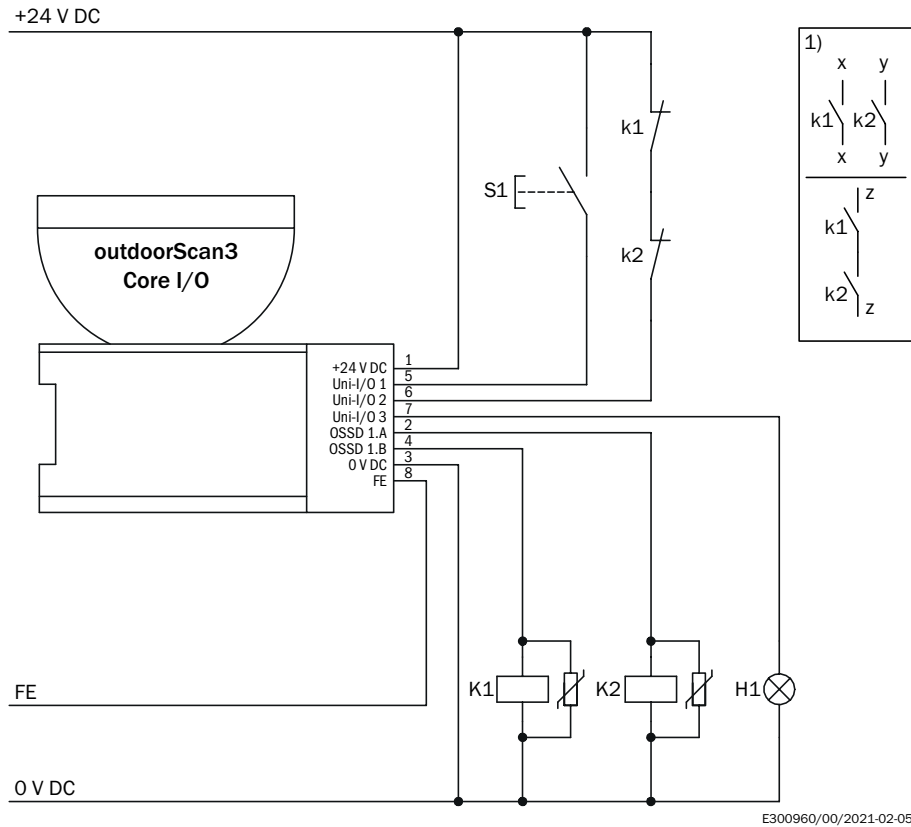 +24 V DC
1)
x y
k1 k2
x y
z
k1
k2
z
k1
S1
k2
outdoorScan3
Core I/O
+24 V DC 1
Uni-I/O 1 5
Uni-I/O 2 6
Uni-I/O 3 7
OSSD 1.A 2
OSSD 1.B 4
0 V DC 3
FE 8
FE
K1
K2
H1
0 V DC
E300960/00/2021-02-05